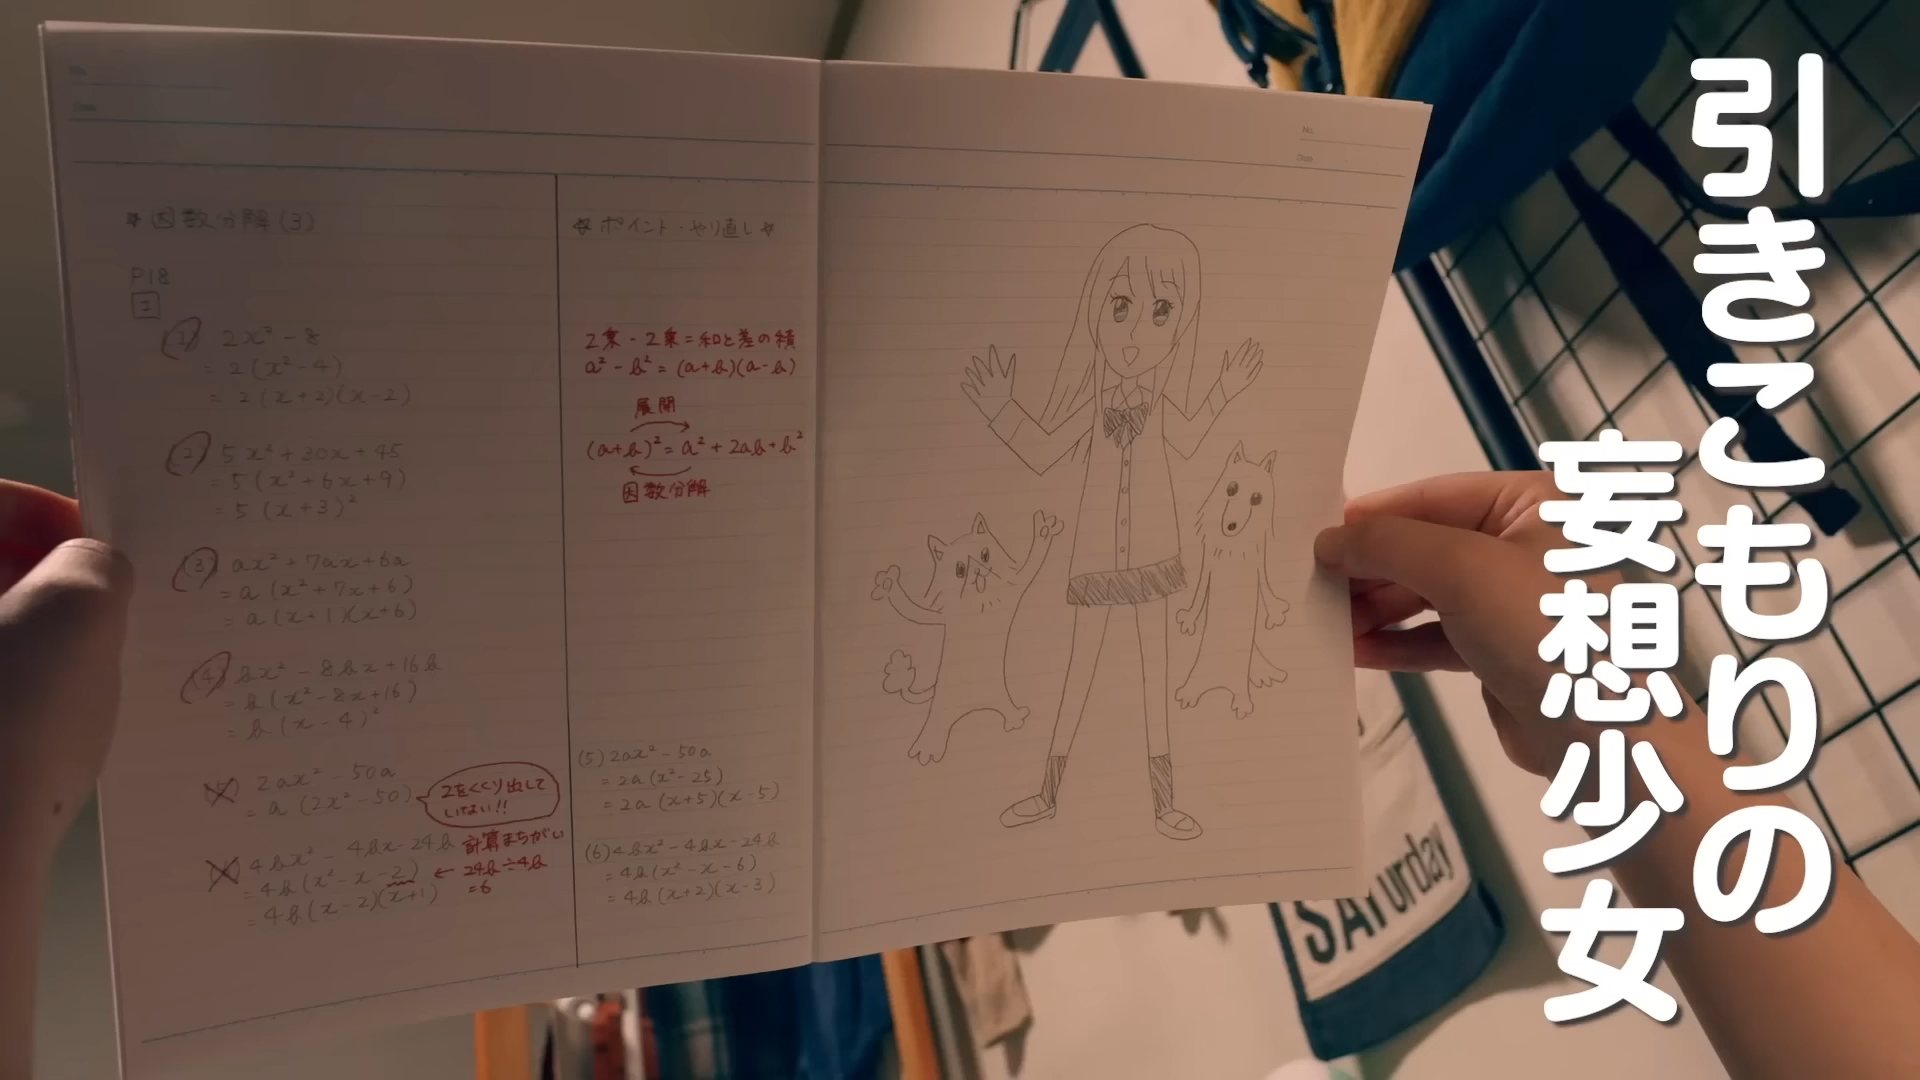 引きこもりの
妄想少女
No.
Date
*因数分解(3)
P18
1
(1) 2x² - 8
= 2(x² - 4)
= 2(x+2)(x-2)
(2) 5x² + 30x + 45
= 5(x² + 6x + 9)
= 5(x+3)²
(3) ax² + 7ax + 6a
= a(x² + 7x + 6)
= a(x+1)(x+6)
(4) bx² - 8bx + 16b
= b(x² - 8x + 16)
= b(x-4)²
2ax² - 50a
= a(2x² - 50)
2をくくり出して
いない!!
4bx² - 4bx - 24b
= 4b(x² - x - 2)
= 4b(x-2)(x+1)
計算まちがい
← 24b÷4b
=6
☆ポイント・やり直し☆
2乗 - 2乗 = 和と差の積
a² - b² = (a+b)(a-b)
展開
(a+b)² = a² + 2ab + b²
因数分解
(5) 2ax² - 50a
= 2a(x² - 25)
= 2a(x+5)(x-5)
(6) 4bx² - 4bx - 24b
= 4b(x² - x - 6)
= 4b(x+2)(x-3)
No.
Date
SATurday